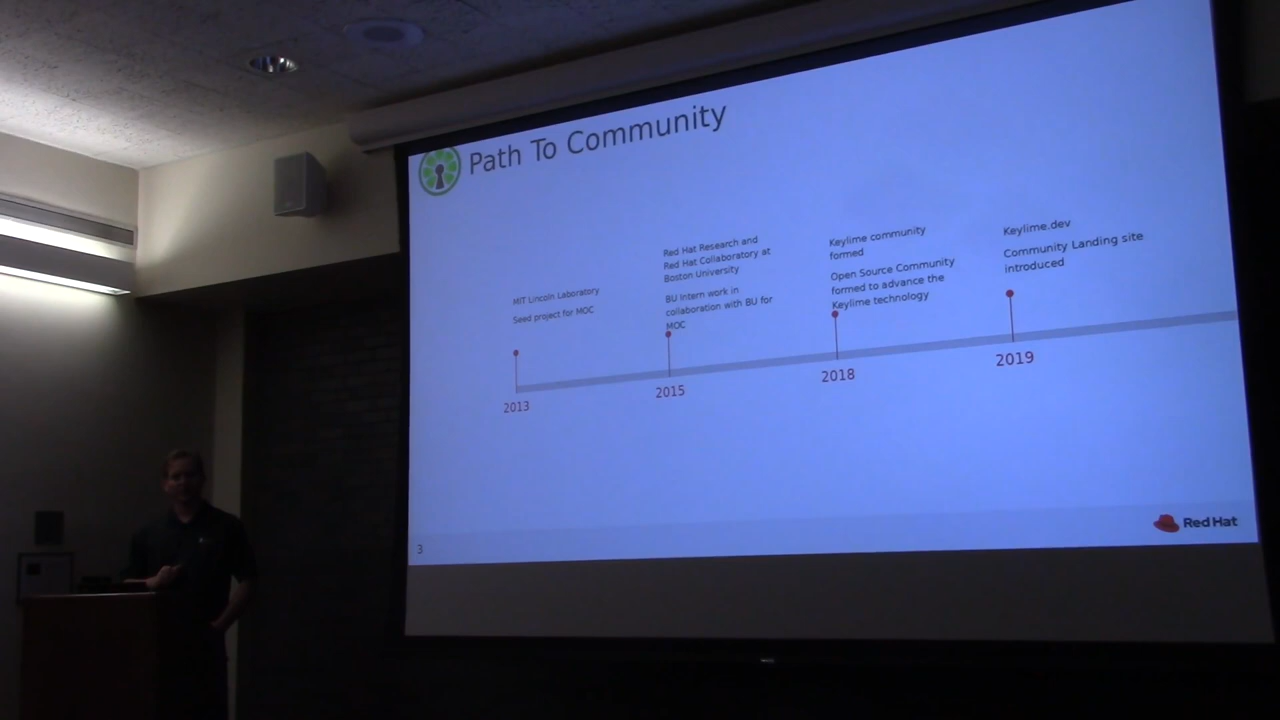 Path To Community
MIT Lincoln Laboratory
Seed project for MOC
Red Hat Research and
Red Hat Collaboratory at
Boston University
BU Intern work in
collaboration with BU for
MOC
Keylime community
formed
Open Source Community
formed to advance the
Keylime technology
Keylime.dev
Community Landing site
introduced
2013
2015
2018
2019
3
Red Hat